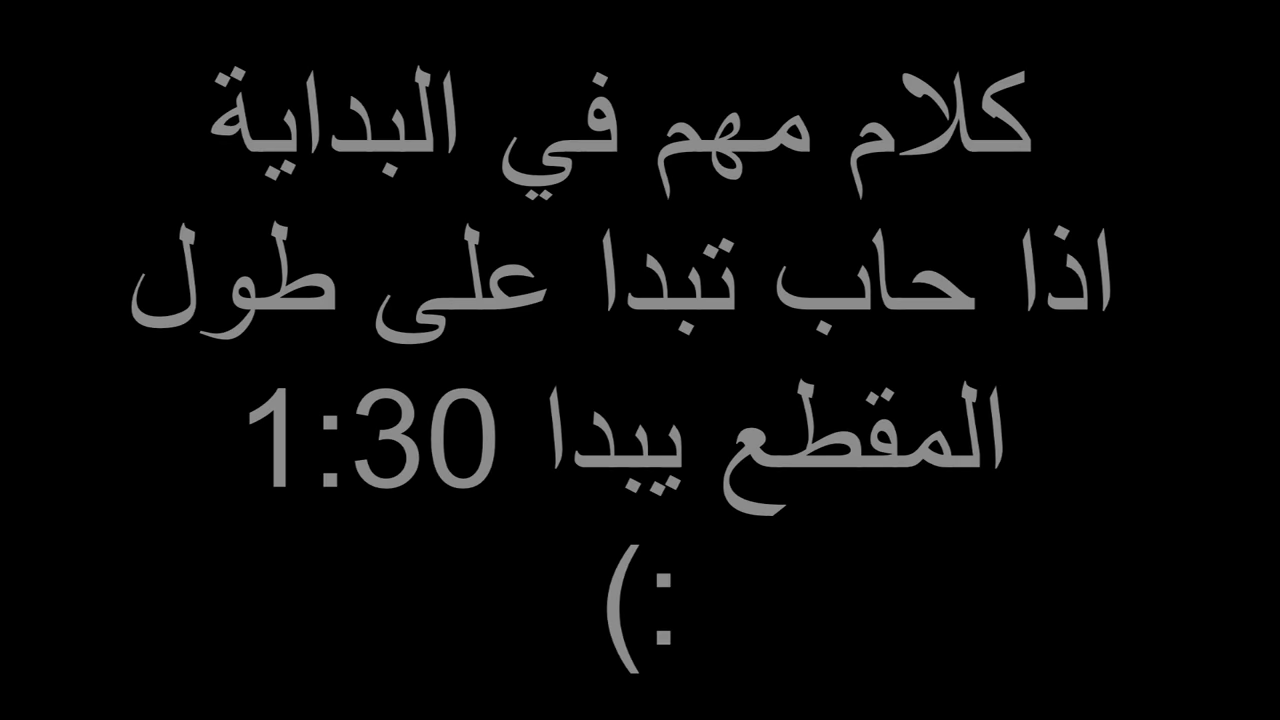 كلام مهم في البداية
اذا حاب تبدا على طول
المقطع يبدا 1:30
:)